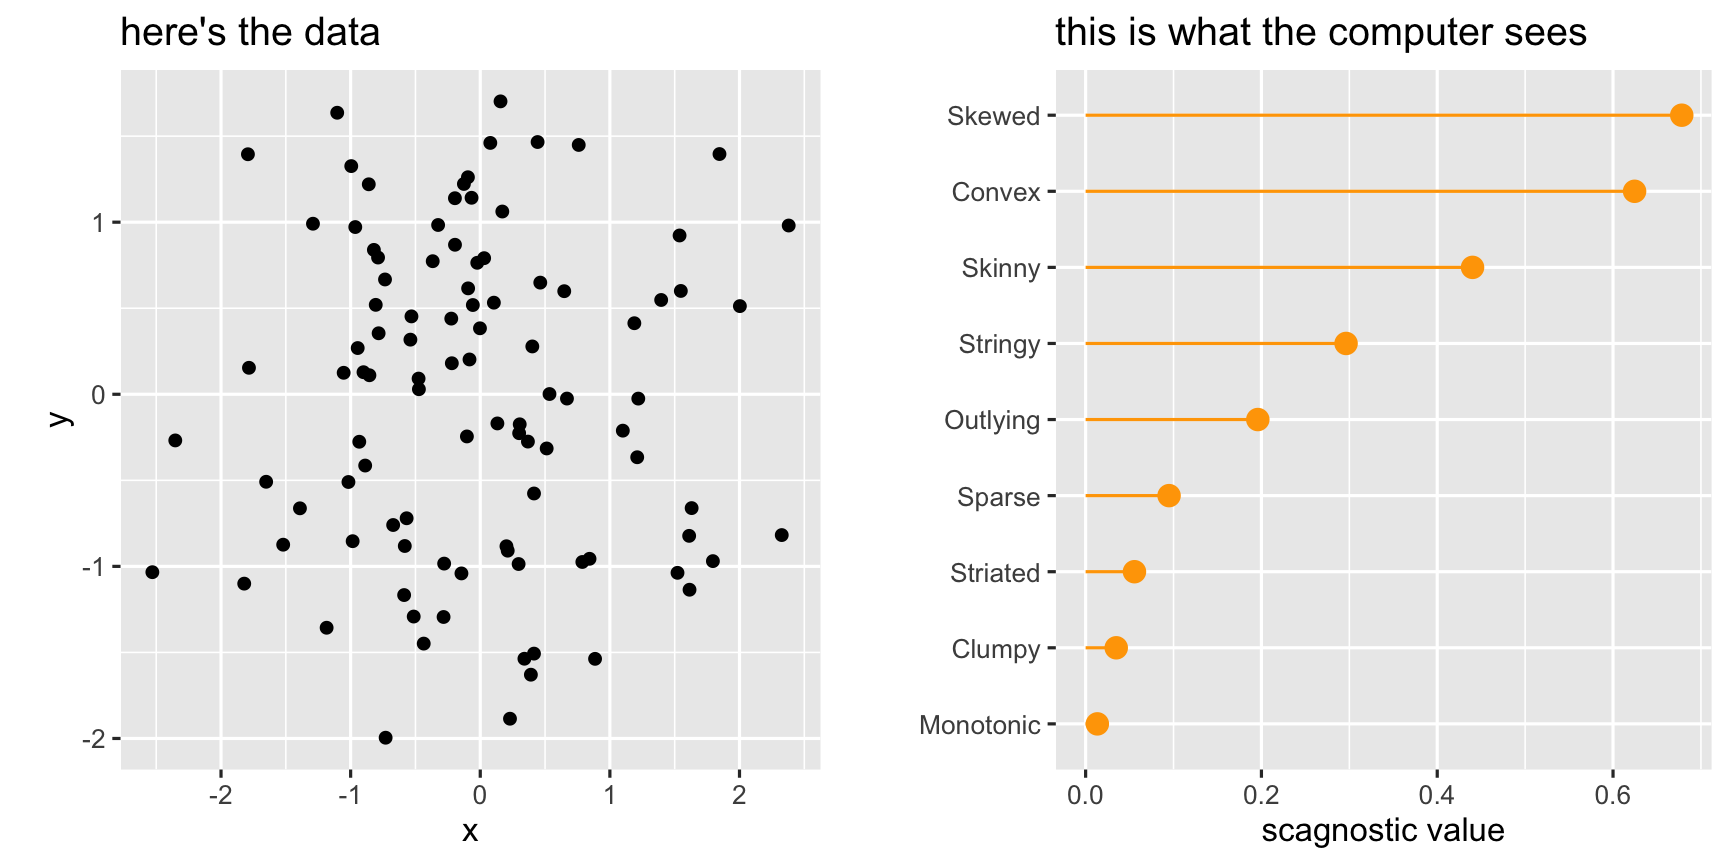 here's the data
y
1
0
-1
-2
-2 -1 0 1 2
x
this is what the computer sees
Skewed
Convex
Skinny
Stringy
Outlying
Sparse
Striated
Clumpy
Monotonic
0.0 0.2 0.4 0.6
scagnostic value